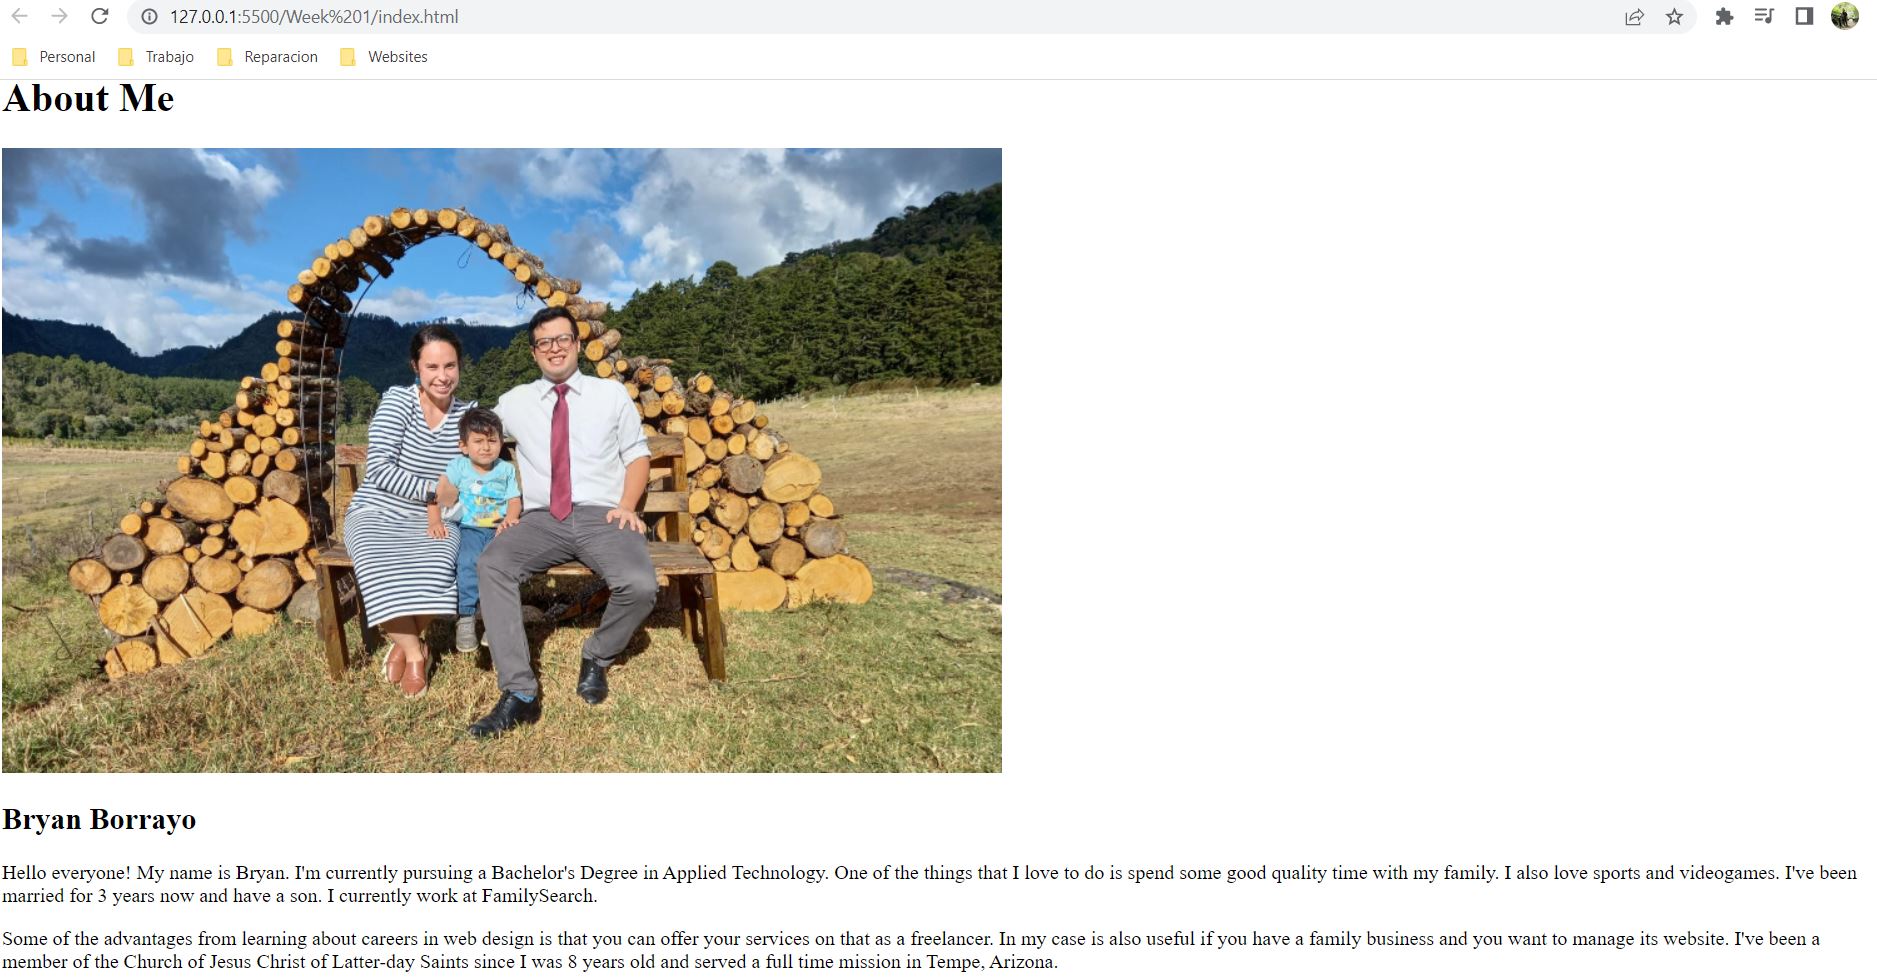 127.0.0.1:5500/Week%201/index.html
Personal Trabajo Reparacion Websites
About Me
Bryan Borrayo
Hello everyone! My name is Bryan. I'm currently pursuing a Bachelor's Degree in Applied Technology. One of the things that I love to do is spend some good quality time with my family. I also love sports and videogames. I've been
married for 3 years now and have a son. I currently work at FamilySearch.
Some of the advantages from learning about careers in web design is that you can offer your services on that as a freelancer. In my case is also useful if you have a family business and you want to manage its website. I've been a
member of the Church of Jesus Christ of Latter-day Saints since I was 8 years old and served a full time mission in Tempe, Arizona.